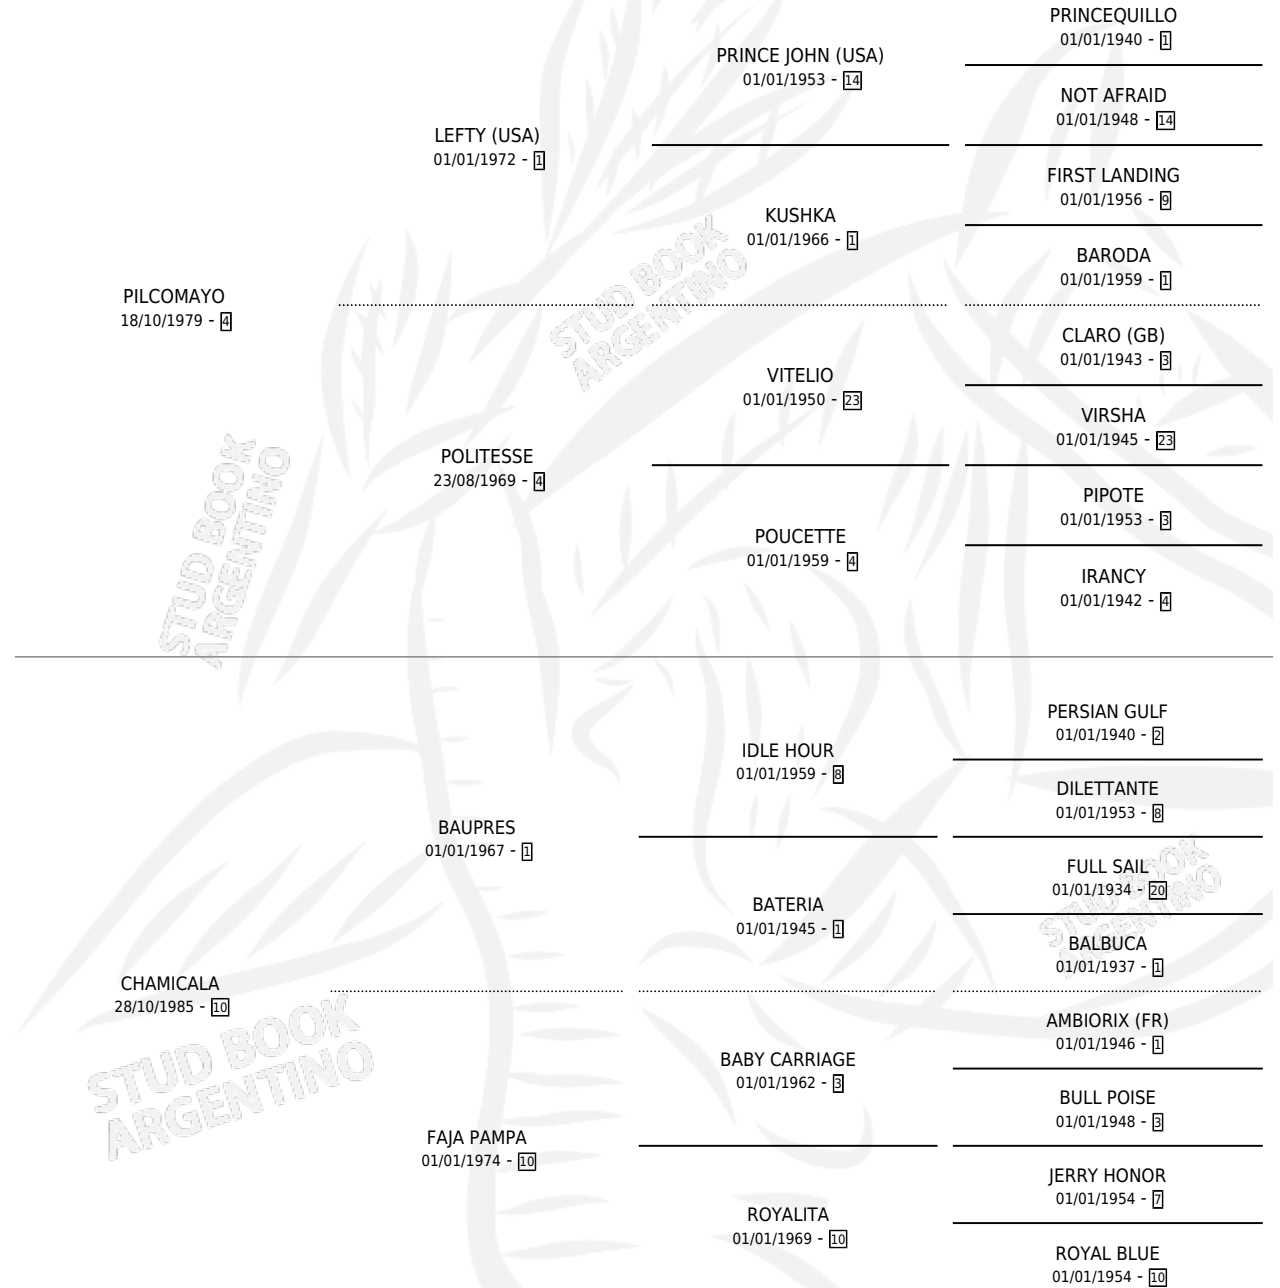 PRINCEQUILLO
01/01/1940 - 1
PRINCE JOHN (USA)
01/01/1953 - 14
NOT AFRAID
01/01/1948 - 14
LEFTY (USA)
01/01/1972 - 1
FIRST LANDING
01/01/1956 - 9
KUSHKA
01/01/1966 - 1
BARODA
01/01/1959 - 1
PILCOMAYO
18/10/1979 - 4
CLARO (GB)
01/01/1943 - 3
VITELIO
01/01/1950 - 23
VIRSHA
01/01/1945 - 23
POLITESSE
23/08/1969 - 4
PIPOTE
01/01/1953 - 3
POUCETTE
01/01/1959 - 4
IRANCY
01/01/1942 - 4
PERSIAN GULF
01/01/1940 - 2
IDLE HOUR
01/01/1959 - 8
DILETTANTE
01/01/1953 - 8
BAUPRES
01/01/1967 - 1
FULL SAIL
01/01/1934 - 20
BATERIA
01/01/1945 - 1
BALBUCA
01/01/1937 - 1
CHAMICALA
28/10/1985 - 10
AMBIORIX (FR)
01/01/1946 - 1
BABY CARRIAGE
01/01/1962 - 3
BULL POISE
01/01/1948 - 3
FAJA PAMPA
01/01/1974 - 10
JERRY HONOR
01/01/1954 - 7
ROYALITA
01/01/1969 - 10
ROYAL BLUE
01/01/1954 - 10
STUD BOOK
ARGENTINO
STUD BOOK
ARGENTINO
STUD BOOK
ARGENTINO
STUD BOOK
ARGENTINO